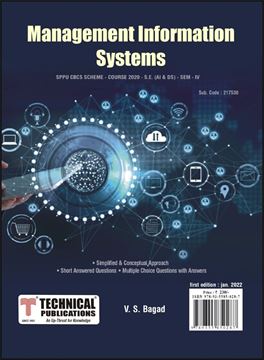 Management Information
Systems
SPPU CBCS SCHEME - COURSE 2020 - S.E. (AI & DS) - SEM - IV
Sub. Code : 217530
• Simplified & Conceptual Approach
• Short Answered Questions • Multiple Choice Questions with Answers
first edition : jan. 2022
TECHNICAL
PUBLICATIONS
SINCE 1993 An Up-Thrust for Knowledge
V. S. Bagad